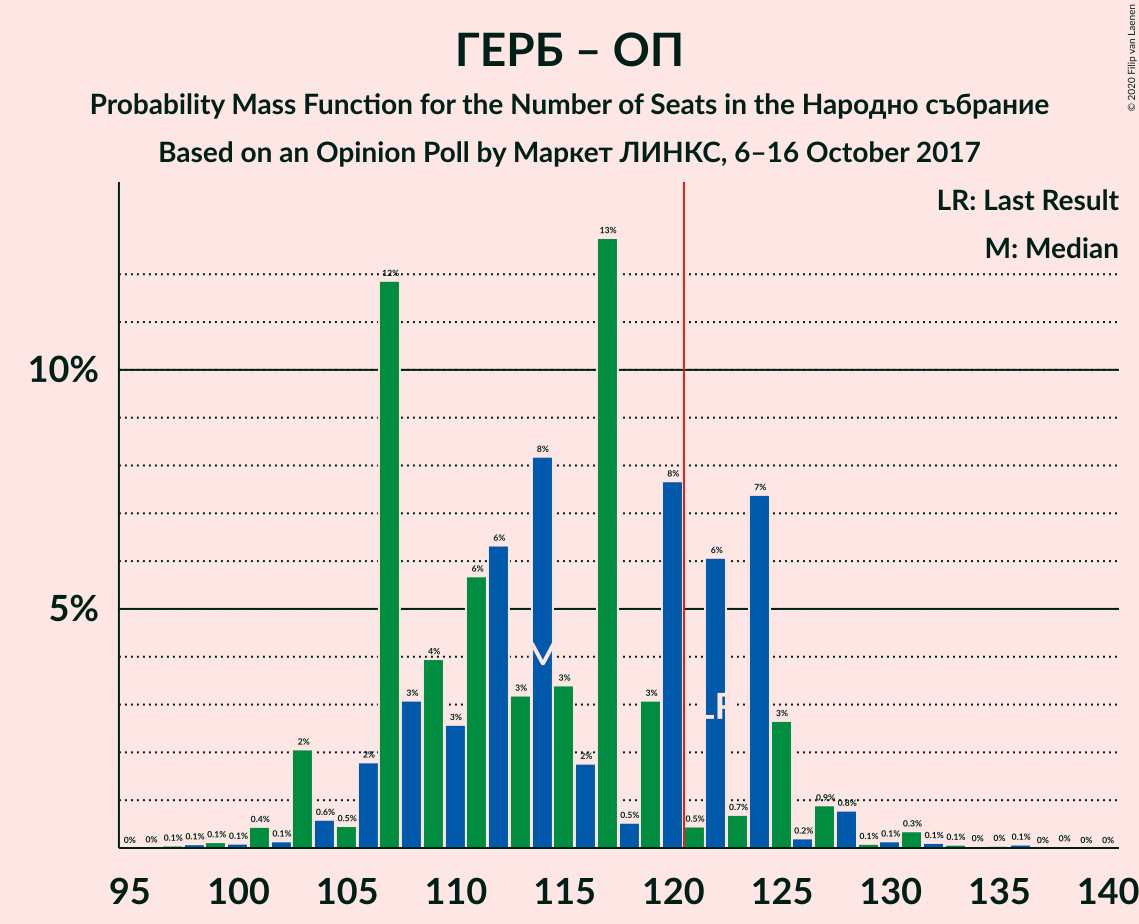 ГЕРБ – ОП
Probability Mass Function for the Number of Seats in the Народно събрание
Based on an Opinion Poll by Маркет ЛИНКС, 6–16 October 2017
© 2020 Filip van Laenen
LR: Last Result
M: Median
10%
5%
0% 0% 0.1% 0.1% 0.1% 0.1% 0.4% 0.1% 2% 0.6% 0.5% 2% 12% 3% 4% 3% 6% 6% 3% 8% 3% 2% 13% 0.5% 3% 8% 0.5% 6% 0.7% 7% 3% 0.2% 0.9% 0.8% 0.1% 0.1% 0.3% 0.1% 0.1% 0% 0% 0.1% 0% 0% 0% 0%
M
LR
95 100 105 110 115 120 125 130 135 140